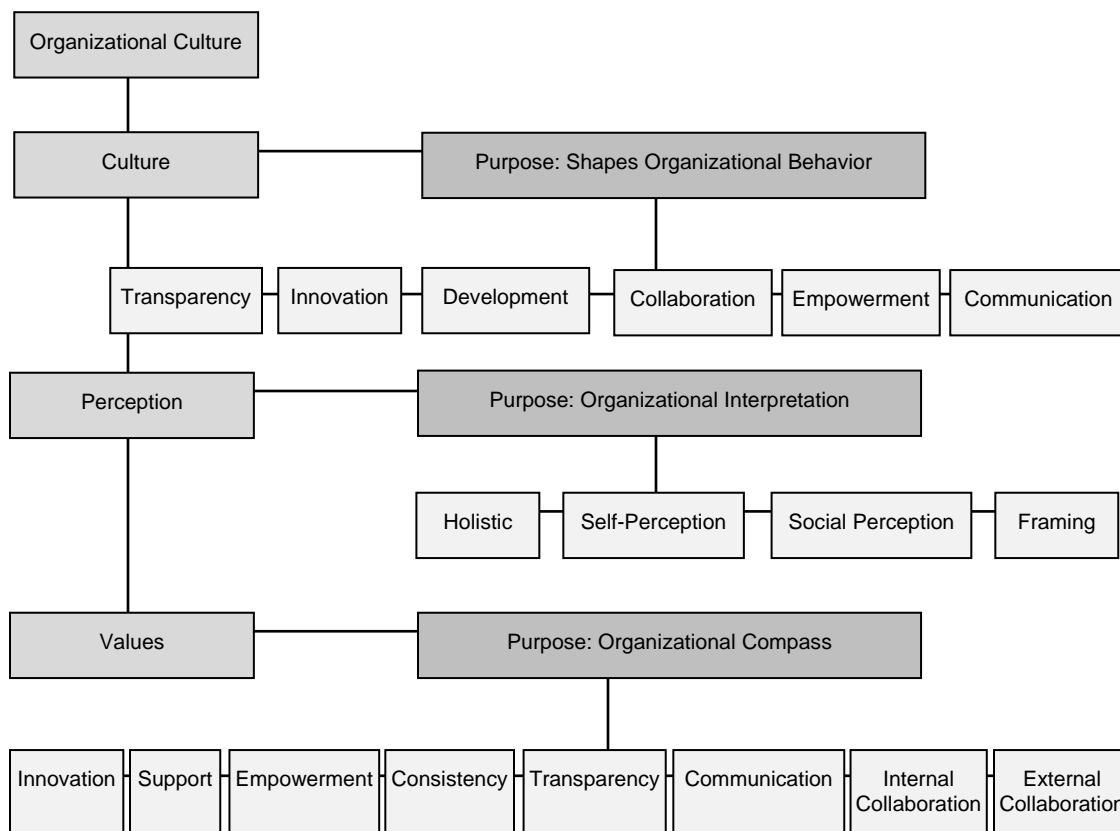 Organizational Culture
Culture
Purpose: Shapes Organizational Behavior
Transparency
Innovation
Development
Collaboration
Empowerment
Communication
Perception
Purpose: Organizational Interpretation
Holistic
Self-Perception
Social Perception
Framing
Values
Purpose: Organizational Compass
Innovation
Support
Empowerment
Consistency
Transparency
Communication
Internal
Collaboration
External
Collaboration